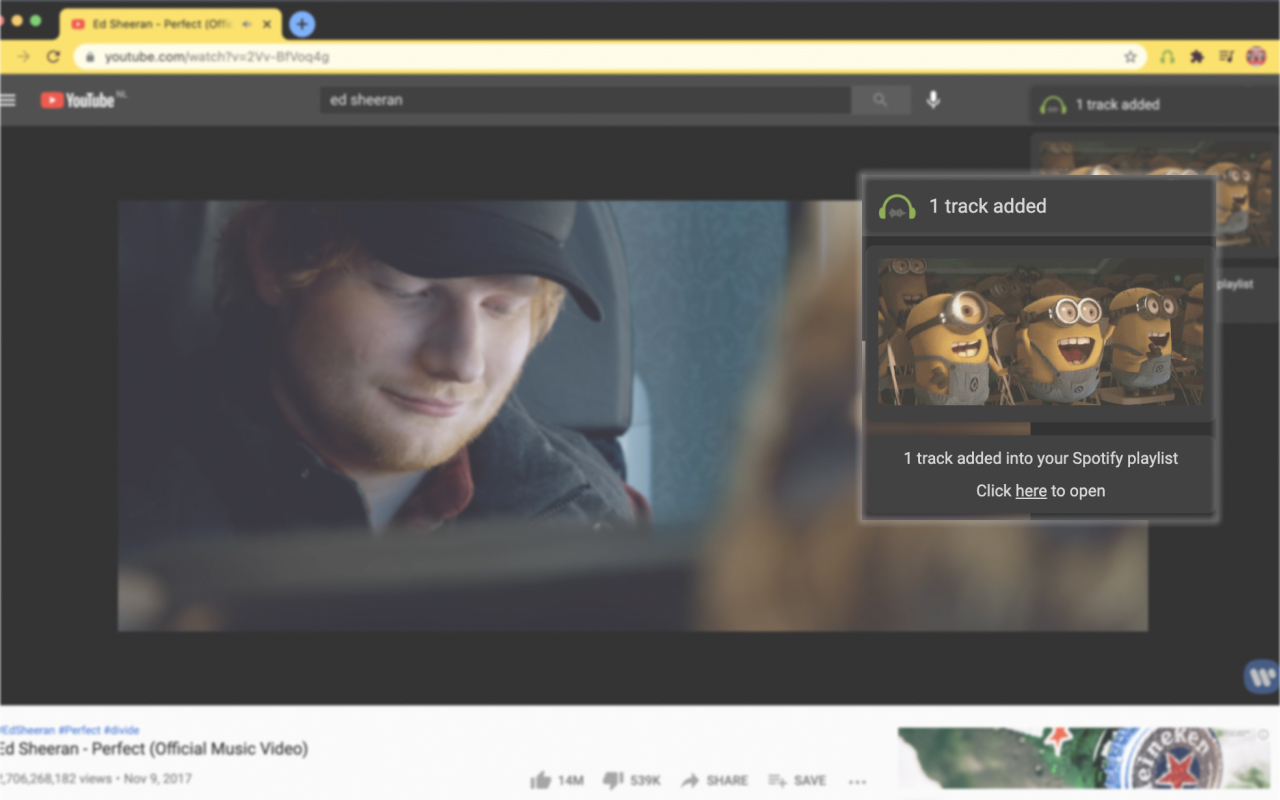 Ed Sheeran - Perfect (Offi
youtube.com/watch?v=2Vv-BfVoq4g
YouTube NL
ed sheeran
1 track added
1 track added
playlist
1 track added into your Spotify playlist
Click here to open
#EdSheeran #Perfect #divide
Ed Sheeran - Perfect (Official Music Video)
2,706,268,182 views • Nov 9, 2017
14M
539K
SHARE
SAVE
eineken